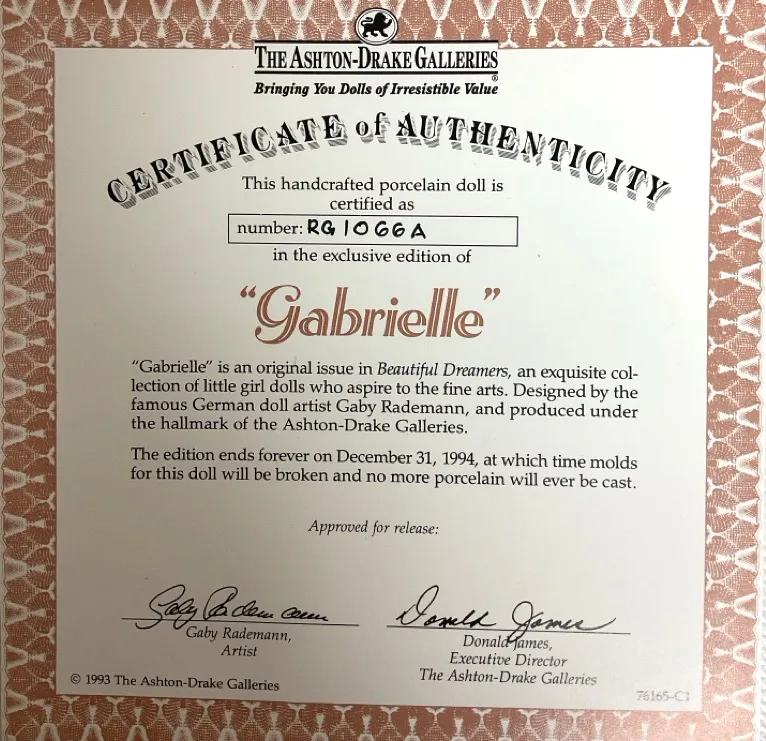 THE ASHTON-DRAKE GALLERIES
®
Bringing You Dolls of Irresistible Value
CERTIFICATE of AUTHENTICITY
This handcrafted porcelain doll is
certified as
number: RG1066A
in the exclusive edition of
“Gabrielle”
“Gabrielle” is an original issue in Beautiful Dreamers, an exquisite col-
lection of little girl dolls who aspire to the fine arts. Designed by the
famous German doll artist Gaby Rademann, and produced under
the hallmark of the Ashton-Drake Galleries.
The edition ends forever on December 31, 1994, at which time molds
for this doll will be broken and no more porcelain will ever be cast.
Approved for release:
Gaby Rademann
Gaby Rademann,
Artist
Donald James
Donald James,
Executive Director
The Ashton-Drake Galleries
© 1993 The Ashton-Drake Galleries
76165-C1